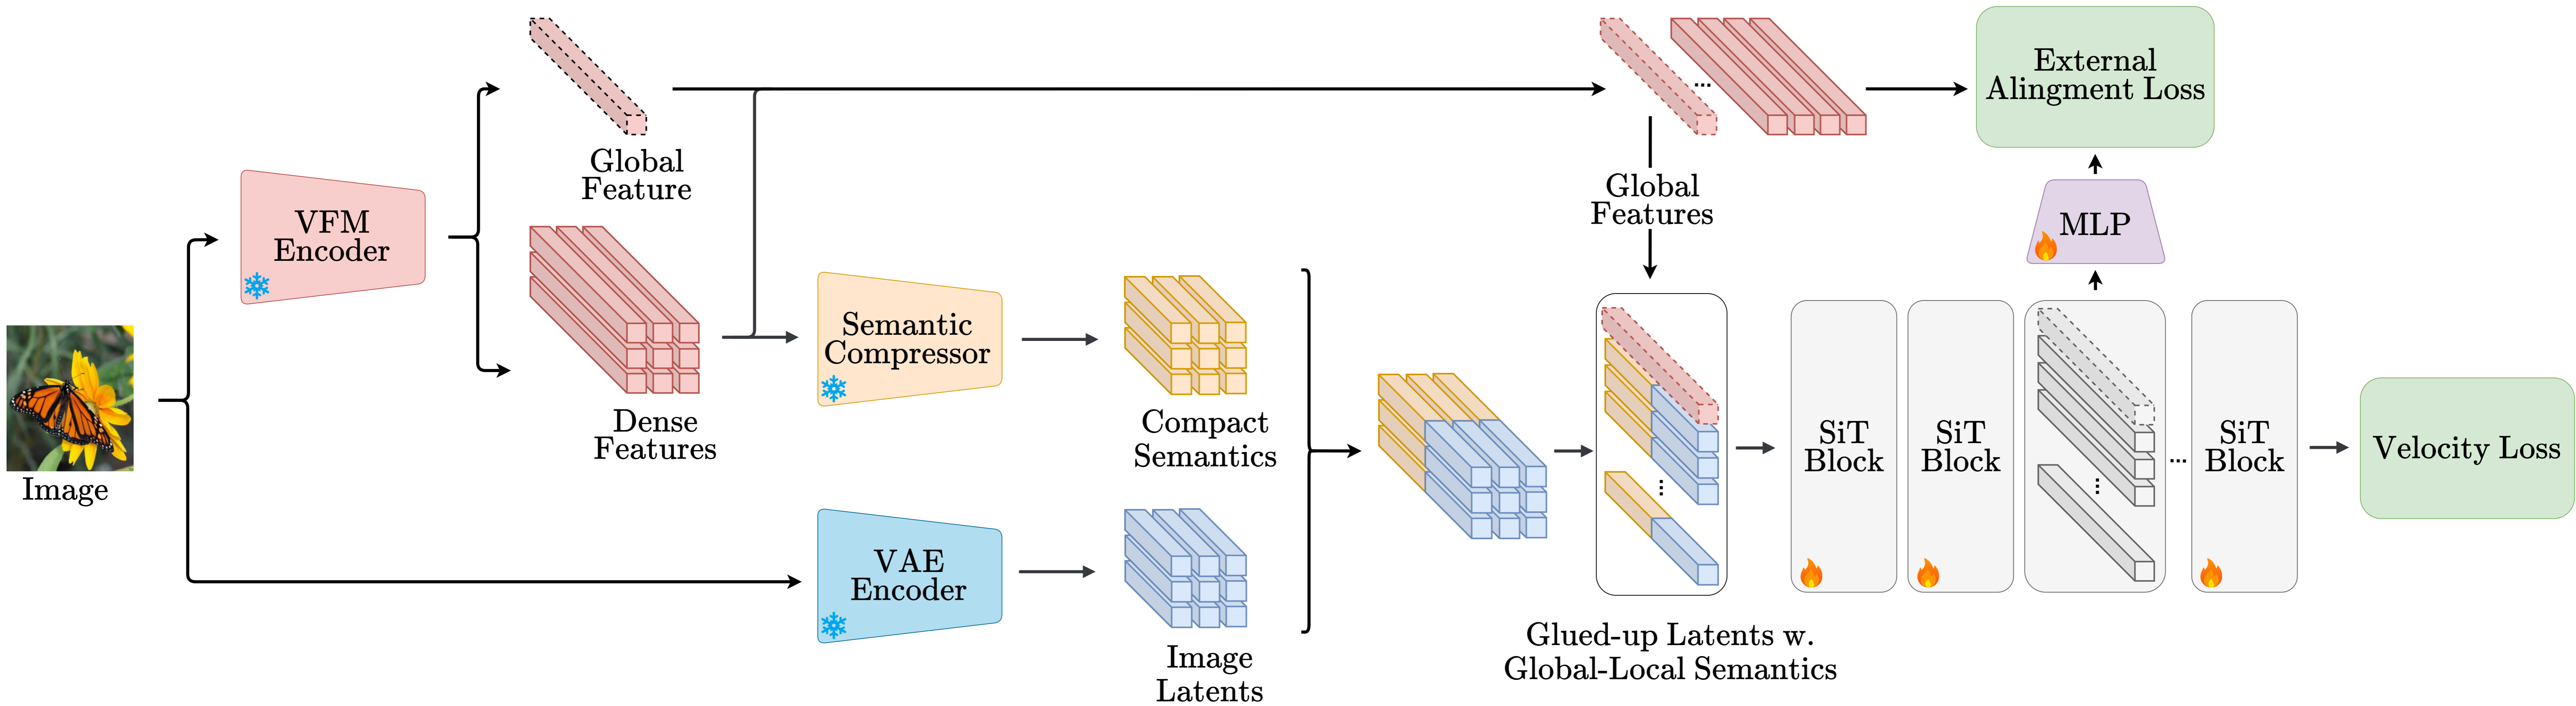 Image
VFM
Encoder
Global
Feature
Dense
Features
Semantic
Compressor
VAE
Encoder
Compact
Semantics
Image
Latents
...
Global
Features
...
Glued-up Latents w.
Global-Local Semantics
SiT
Block
SiT
Block
...
...
SiT
Block
MLP
External
Alingment Loss
Velocity Loss